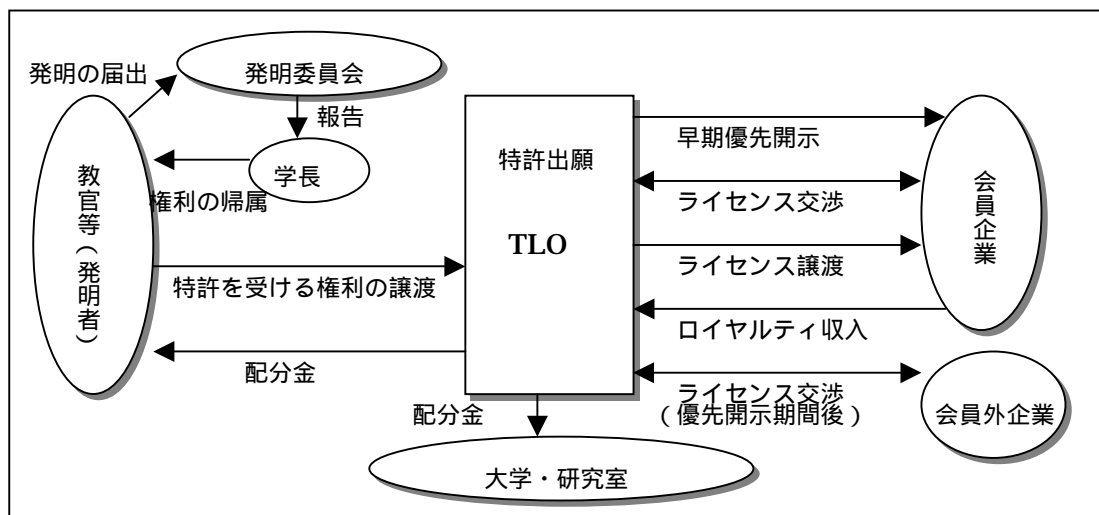 発明の届出
発明委員会
報告
学長
権利の帰属
教官等(発明者)
特許を受ける権利の譲渡
配分金
特許出願
TLO
配分金
大学・研究室
早期優先開示
ライセンス交渉
ライセンス譲渡
ロイヤルティ収入
ライセンス交渉
(優先開示期間後)
会員企業
会員外企業